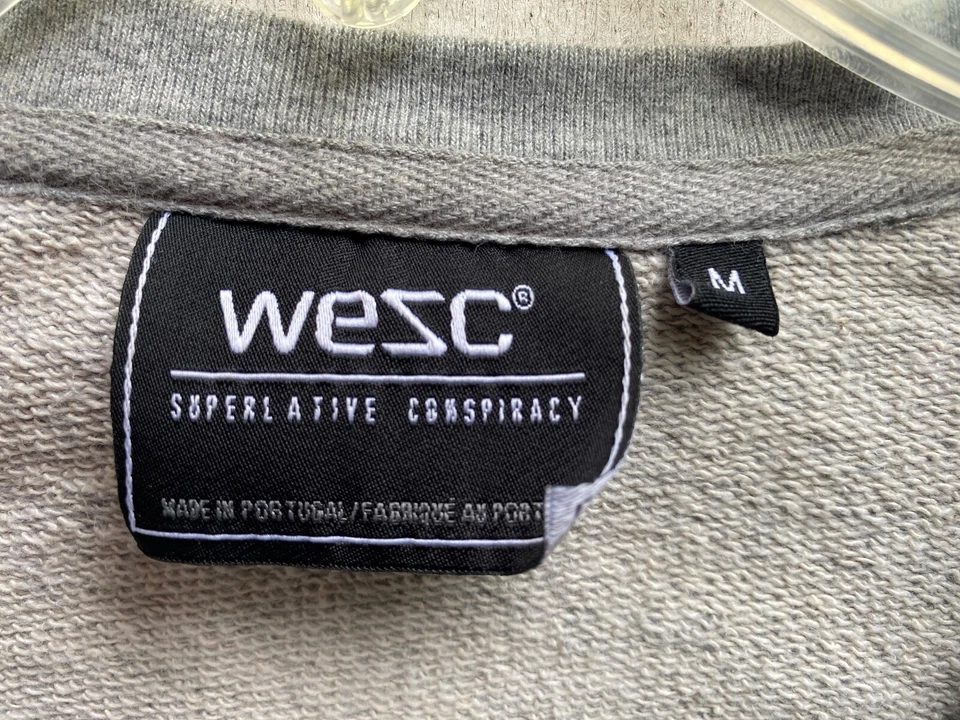 wesc®
M
SUPERLATIVE CONSPIRACY
MADE IN PORTUGAL/FABRIQUÉ AU PORT